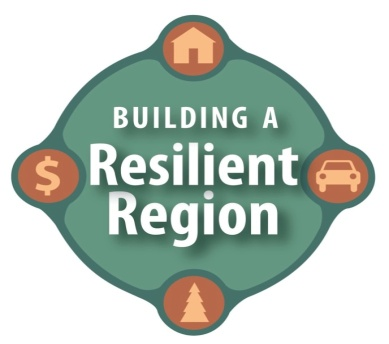 BUILDING A
Resilient
Region
$